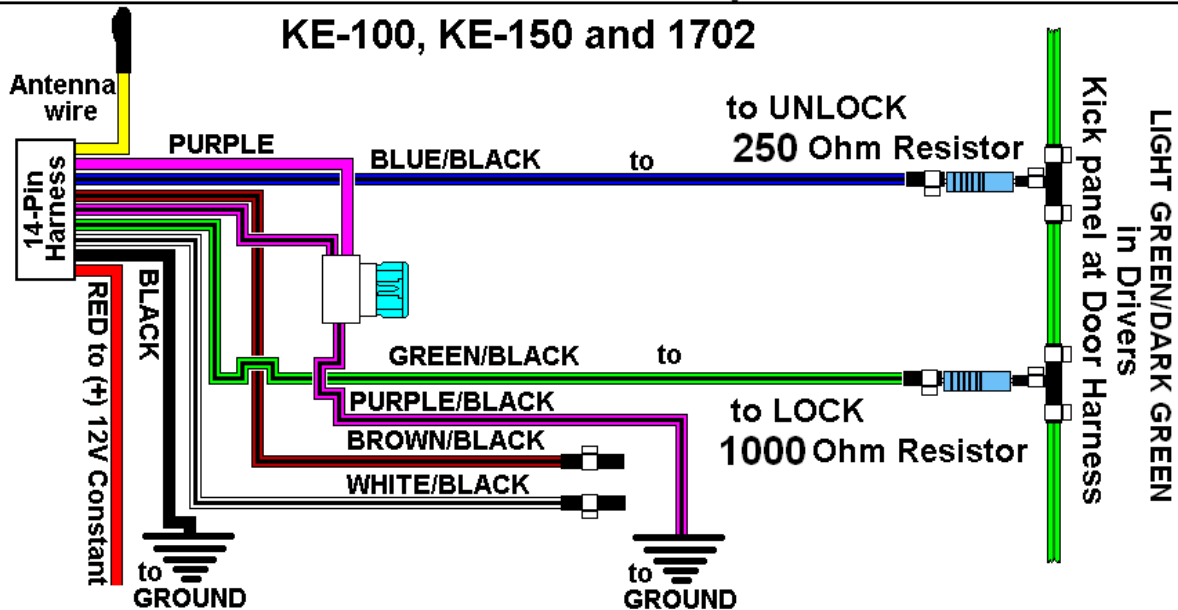 KE-100, KE-150 and 1702
Antenna
wire
14-Pin
Harness
PURPLE
BLUE/BLACK to
to UNLOCK
250 Ohm Resistor
BLACK
RED to (+) 12V Constant
GREEN/BLACK to
PURPLE/BLACK
BROWN/BLACK
WHITE/BLACK
to LOCK
1000 Ohm Resistor
to
GROUND
to
GROUND
LIGHT GREEN/DARK GREEN
in Drivers
Kick panel at Door Harness